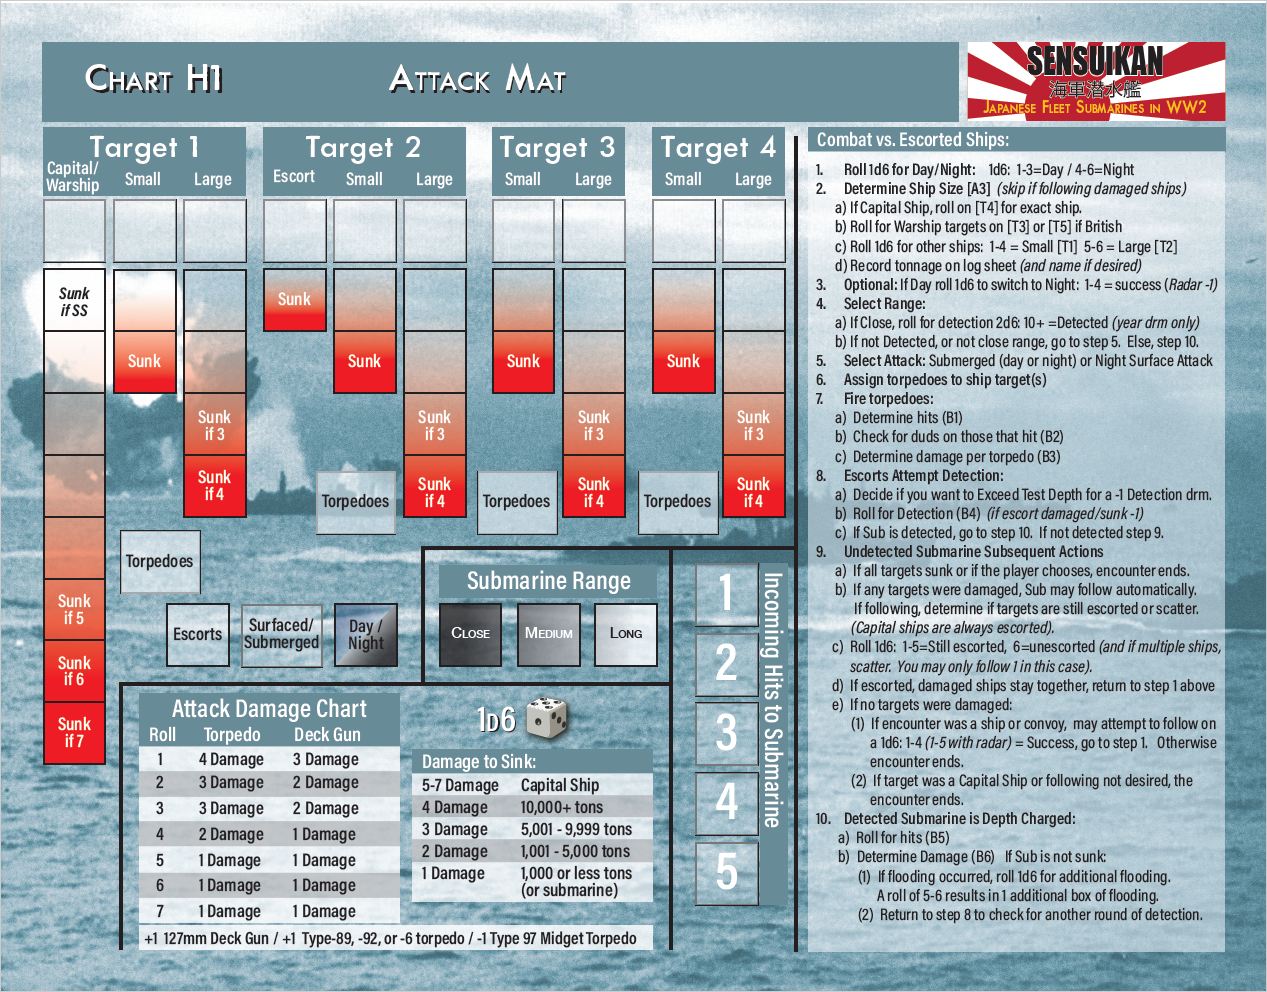 CHART H1
ATTACK MAT
SENSUIKAN
海軍潜水艦
JAPANESE FLEET SUBMARINES IN WW2
Target 1
Capital/
Warship
Small
Large
Sunk
if SS
Sunk
Sunk
if 3
Sunk
if 4
Sunk
if 5
Sunk
if 6
Sunk
if 7
Torpedoes
Target 2
Escort
Small
Large
Sunk
Sunk
Sunk
if 3
Sunk
if 4
Torpedoes
Target 3
Small
Large
Sunk
Sunk
if 3
Sunk
if 4
Torpedoes
Target 4
Small
Large
Sunk
Sunk
if 3
Sunk
if 4
Torpedoes
Escorts
Surfaced/
Submerged
Day /
Night
Submarine Range
CLOSE
MEDIUM
LONG
Incoming Hits to Submarine
1
2
3
4
5
Attack Damage Chart
Roll Torpedo Deck Gun
1 4 Damage 3 Damage
2 3 Damage 2 Damage
3 3 Damage 2 Damage
4 2 Damage 1 Damage
5 1 Damage 1 Damage
6 1 Damage 1 Damage
7 1 Damage 1 Damage
+1 127mm Deck Gun / +1 Type-89, -92, or -6 torpedo / -1 Type 97 Midget Torpedo
1D6
Damage to Sink:
5-7 Damage Capital Ship
4 Damage 10,000+ tons
3 Damage 5,001 - 9,999 tons
2 Damage 1,001 - 5,000 tons
1 Damage 1,000 or less tons
(or submarine)
Combat vs. Escorted Ships:
1. Roll 1d6 for Day/Night: 1d6: 1-3=Day / 4-6=Night
2. Determine Ship Size [A3] (skip if following damaged ships)
a) If Capital Ship, roll on [T4] for exact ship.
b) Roll for Warship targets on [T3] or [T5] if British
c) Roll 1d6 for other ships: 1-4 = Small [T1] 5-6 = Large [T2]
d) Record tonnage on log sheet (and name if desired)
3. Optional: If Day roll 1d6 to switch to Night: 1-4 = success (Radar -1)
4. Select Range:
a) If Close, roll for detection 2d6: 10+ =Detected (year drm only)
b) If not Detected, or not close range, go to step 5. Else, step 10.
5. Select Attack: Submerged (day or night) or Night Surface Attack
6. Assign torpedoes to ship target(s)
7. Fire torpedoes:
a) Determine hits (B1)
b) Check for duds on those that hit (B2)
c) Determine damage per torpedo (B3)
8. Escorts Attempt Detection:
a) Decide if you want to Exceed Test Depth for a -1 Detection drm.
b) Roll for Detection (B4) (if escort damaged/sunk -1)
c) If Sub is detected, go to step 10. If not detected step 9.
9. Undetected Submarine Subsequent Actions
a) If all targets sunk or if the player chooses, encounter ends.
b) If any targets were damaged, Sub may follow automatically.
If following, determine if targets are still escorted or scatter.
(Capital ships are always escorted).
c) Roll 1d6: 1-5=Still escorted, 6=unescorted (and if multiple ships,
scatter. You may only follow 1 in this case).
d) If escorted, damaged ships stay together, return to step 1 above
e) If no targets were damaged:
(1) If encounter was a ship or convoy, may attempt to follow on
a 1d6: 1-4 (1-5 with radar) = Success, go to step 1. Otherwise
encounter ends.
(2) If target was a Capital Ship or following not desired, the
encounter ends.
10. Detected Submarine is Depth Charged:
a) Roll for hits (B5)
b) Determine Damage (B6) If Sub is not sunk:
(1) If flooding occurred, roll 1d6 for additional flooding.
A roll of 5-6 results in 1 additional box of flooding.
(2) Return to step 8 to check for another round of detection.